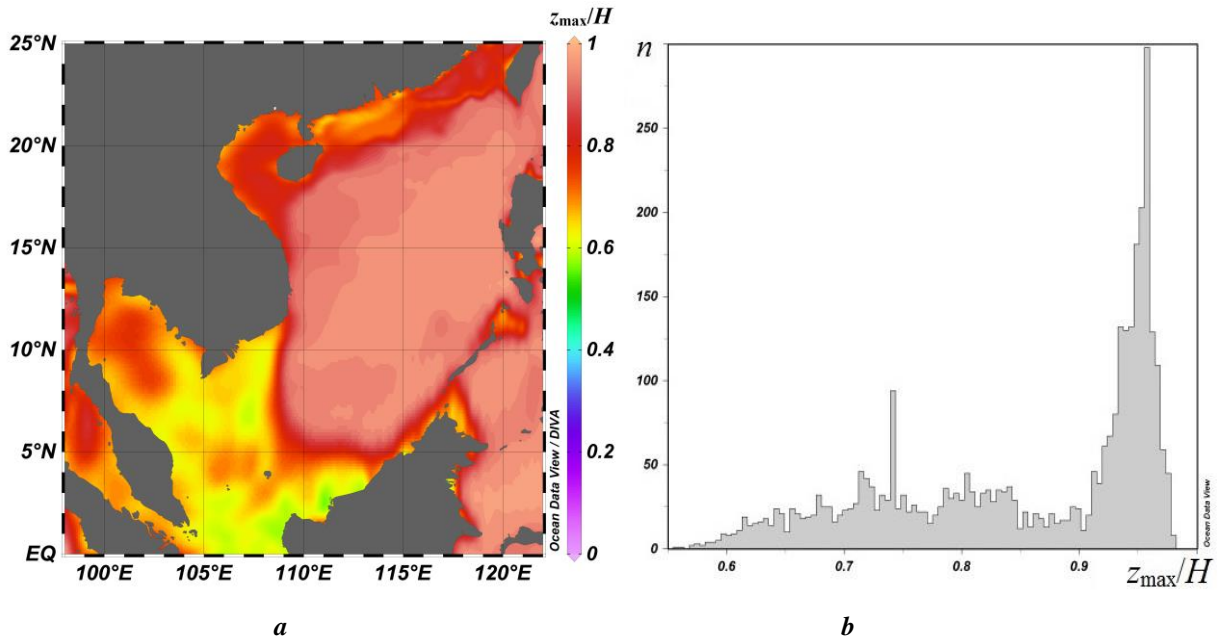 z_max/H
25°N
20°N
15°N
10°N
5°N
EQ
100°E
105°E
110°E
115°E
120°E
1
0.8
0.6
0.4
0.2
0
Ocean Data View / DIVA
a
n
250
200
150
100
50
0
0.6
0.7
0.8
0.9
z_max/H
Ocean Data View
b